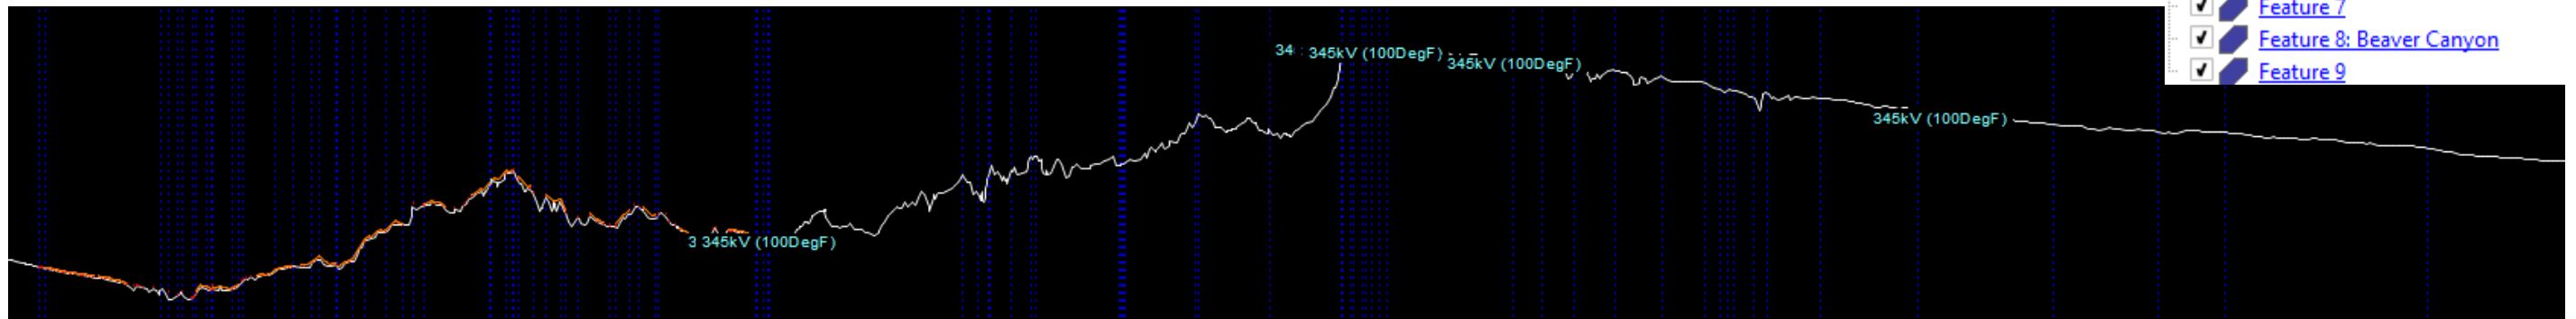 Feature 7
Feature 8: Beaver Canyon
Feature 9
34 345kV (100DegF)
345kV (100DegF)
345kV (100DegF)
3 345kV (100DegF)